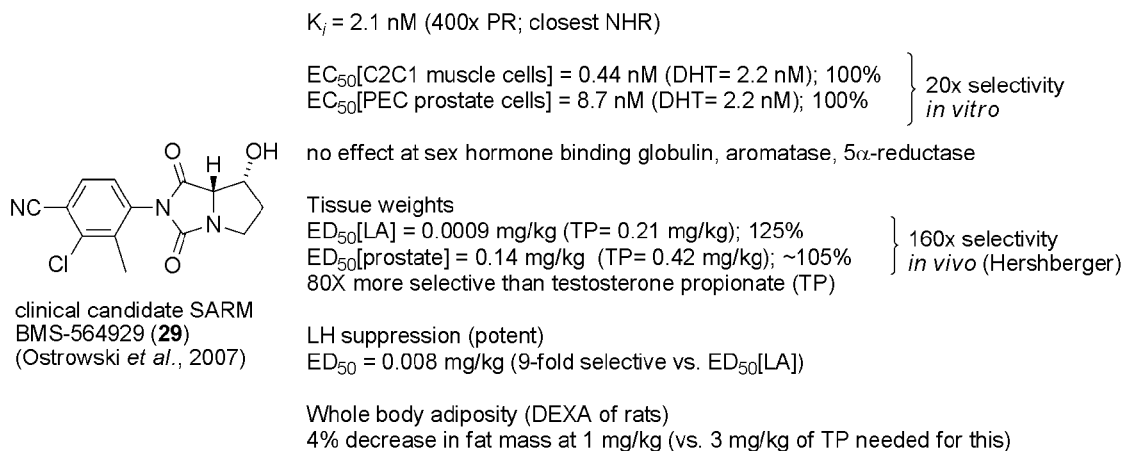 K_i = 2.1 nM (400x PR; closest NHR)
EC50[C2C1 muscle cells] = 0.44 nM (DHT= 2.2 nM); 100%
EC50[PEC prostate cells] = 8.7 nM (DHT= 2.2 nM); 100%
20x selectivity
in vitro
no effect at sex hormone binding globulin, aromatase, 5α-reductase
O
H
OH
NC
N
N
Cl
O
Tissue weights
ED50[LA] = 0.0009 mg/kg (TP= 0.21 mg/kg); 125%
ED50[prostate] = 0.14 mg/kg (TP= 0.42 mg/kg); ~105%
80X more selective than testosterone propionate (TP)
160x selectivity
in vivo (Hershberger)
clinical candidate SARM
BMS-564929 (29)
(Ostrowski et al., 2007)
LH suppression (potent)
ED50 = 0.008 mg/kg (9-fold selective vs. ED50[LA])
Whole body adiposity (DEXA of rats)
4% decrease in fat mass at 1 mg/kg (vs. 3 mg/kg of TP needed for this)